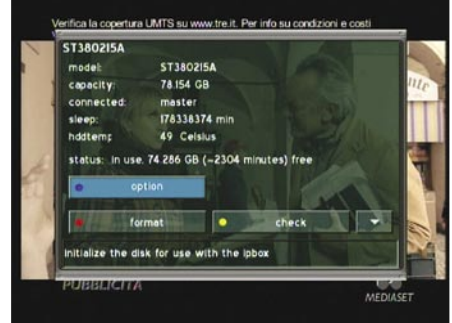 Verifica la copertura UMTS su www.tre.it. Per info su condizioni e costi
ST380215A
model: ST380215A
capacity: 78.154 GB
connected: master
sleep: 178338374 min
hddtemp: 49 Celsius
status: in use. 74.286 GB (~2304 minutes) free
option
format check
initialize the disk for use with the ipbox
PUBBLICITÀ
MEDIASET